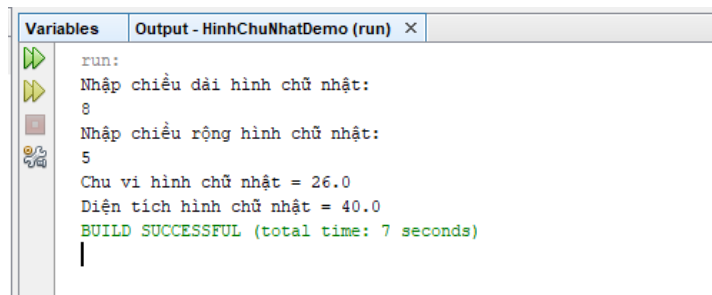 Variables Output - HinhChuNhatDemo (run) ×
run:
Nhập chiều dài hình chữ nhật:
8
Nhập chiều rộng hình chữ nhật:
5
Chu vi hình chữ nhật = 26.0
Diện tích hình chữ nhật = 40.0
BUILD SUCCESSFUL (total time: 7 seconds)